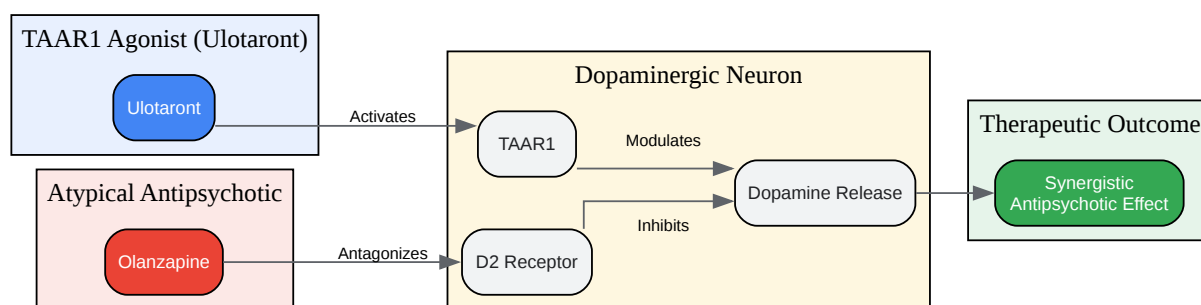 TAAR1 Agonist (Ulotaront)
Ulotaront
Activates
Atypical Antipsychotic
Olanzapine
Antagonizes
Dopaminergic Neuron
TAAR1
Modulates
D2 Receptor
Inhibits
Dopamine Release
Therapeutic Outcome
Synergistic
Antipsychotic Effect